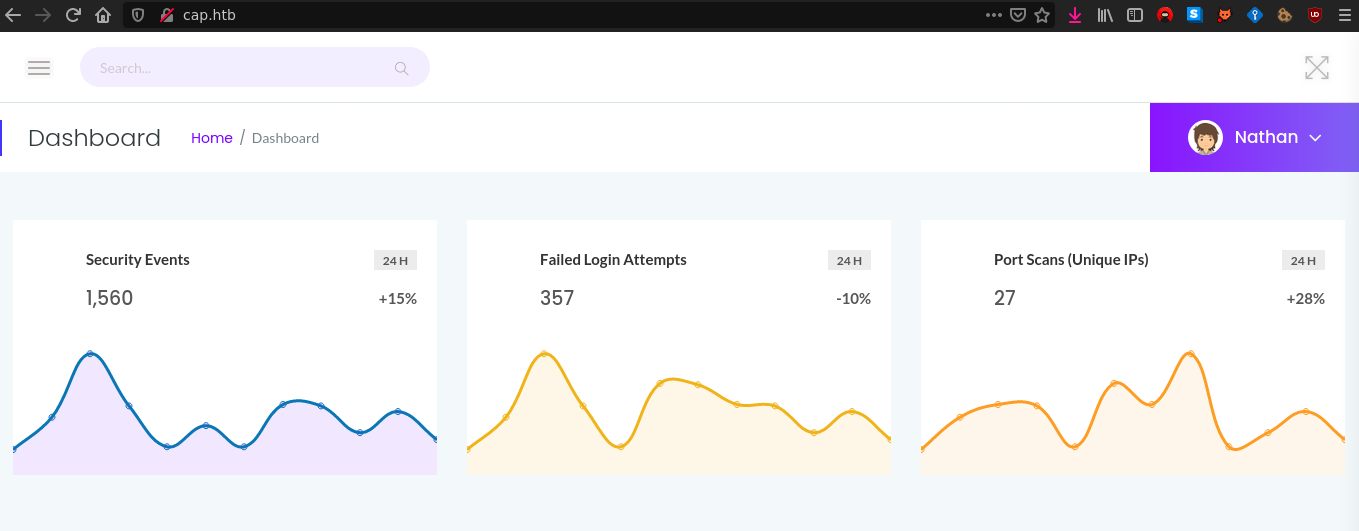 cap.htb
Search...
Dashboard Home / Dashboard Nathan
Security Events 24 H
1,560 +15%
Failed Login Attempts 24 H
357 -10%
Port Scans (Unique IPs) 24 H
27 +28%